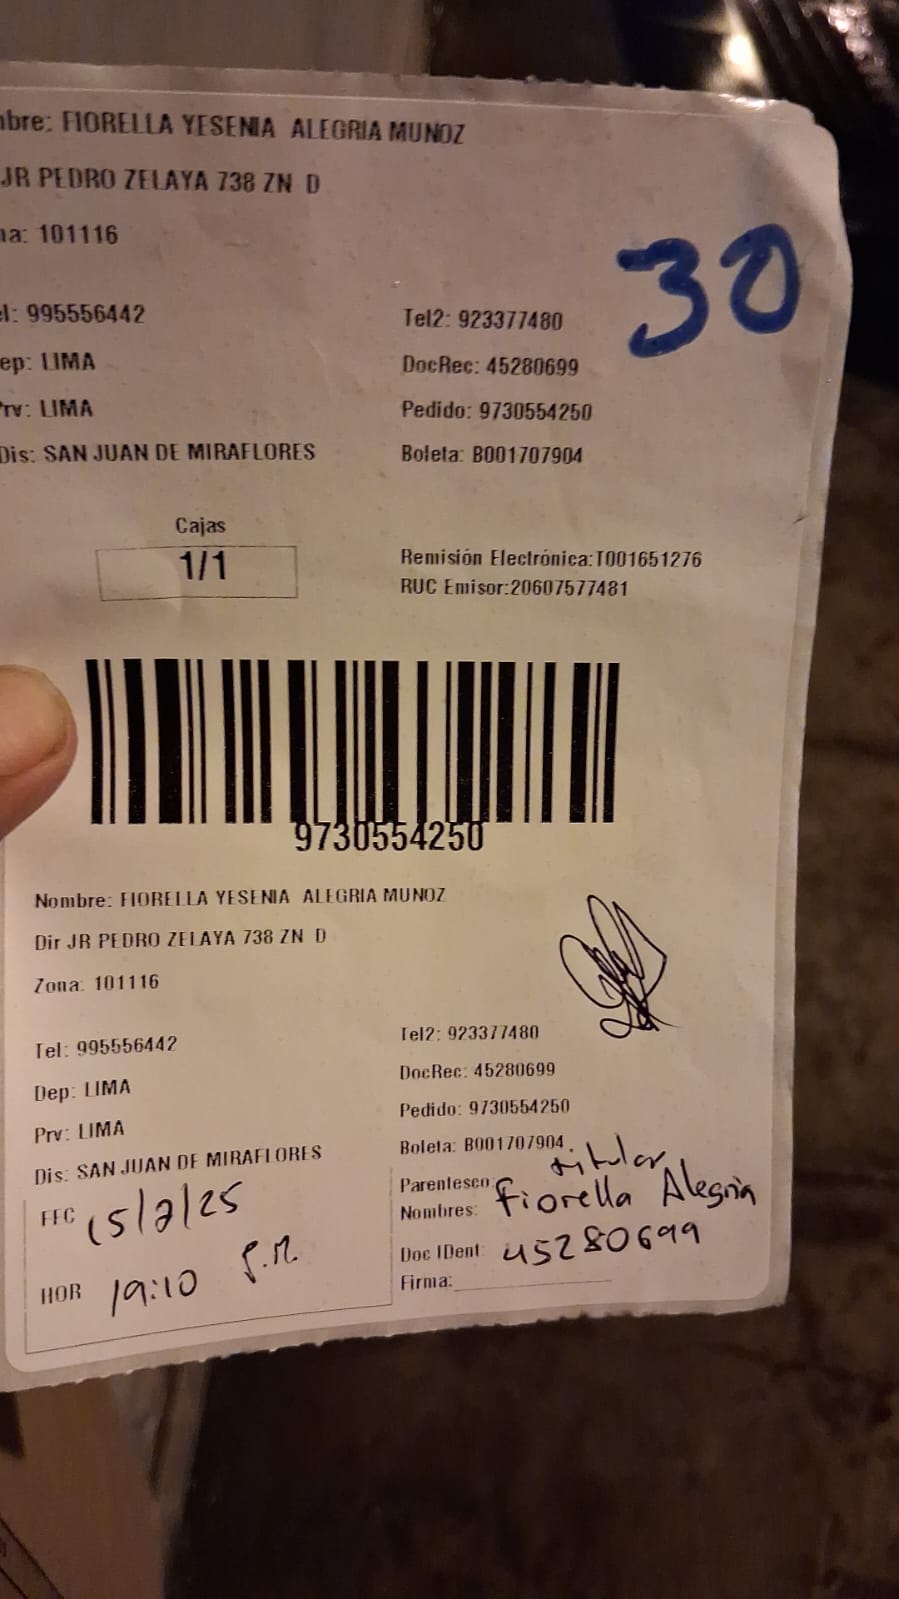 mbre: FIORELLA YESENIA ALEGRIA MUNOZ
JR PEDRO ZELAYA 738 ZN D
na: 101116
30
el: 995556442 Tel2: 923377480
ep: LIMA DocRec: 45280699
Prv: LIMA Pedido: 9730554250
Dis: SAN JUAN DE MIRAFLORES Boleta: B001707904
Cajas
1/1
Remisión Electrónica:T001651276
RUC Emisor:20607577481
9730554250
Nombre: FIORELLA YESENIA ALEGRIA MUNOZ
Dir JR PEDRO ZELAYA 738 ZN D
Zona: 101116
Tel: 995556442 Tel2: 923377480
Dep: LIMA DocRec: 45280699
Prv: LIMA Pedido: 9730554250
Dis: SAN JUAN DE MIRAFLORES Boleta: B001707904
Parentesco: titular
FEC 15/2/25 Nombres: Fiorella Alegria
Doc IDent: 45280699
HOR 19:10 P.M. Firma: